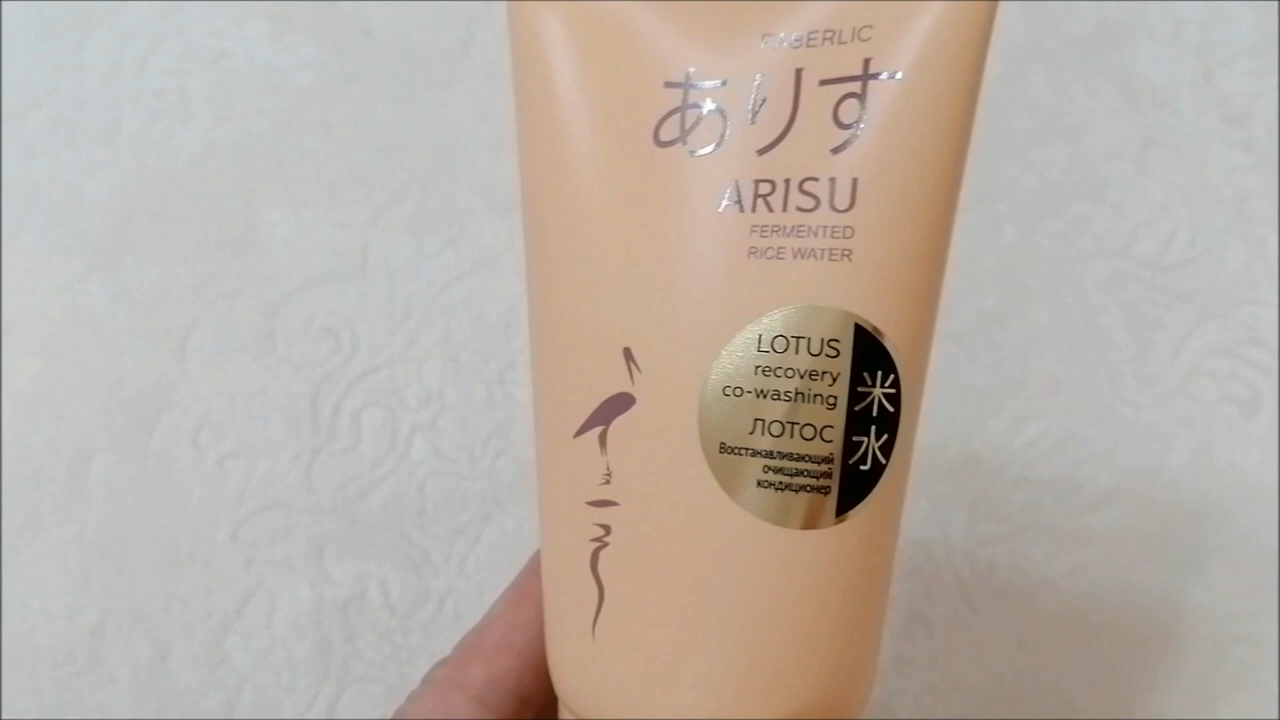 FABERLIC
ありす
ARISU
FERMENTED
RICE WATER
LOTUS
recovery
co-washing
ЛОТОС
Восстанавливающий
очищающий
кондиционер
米
水